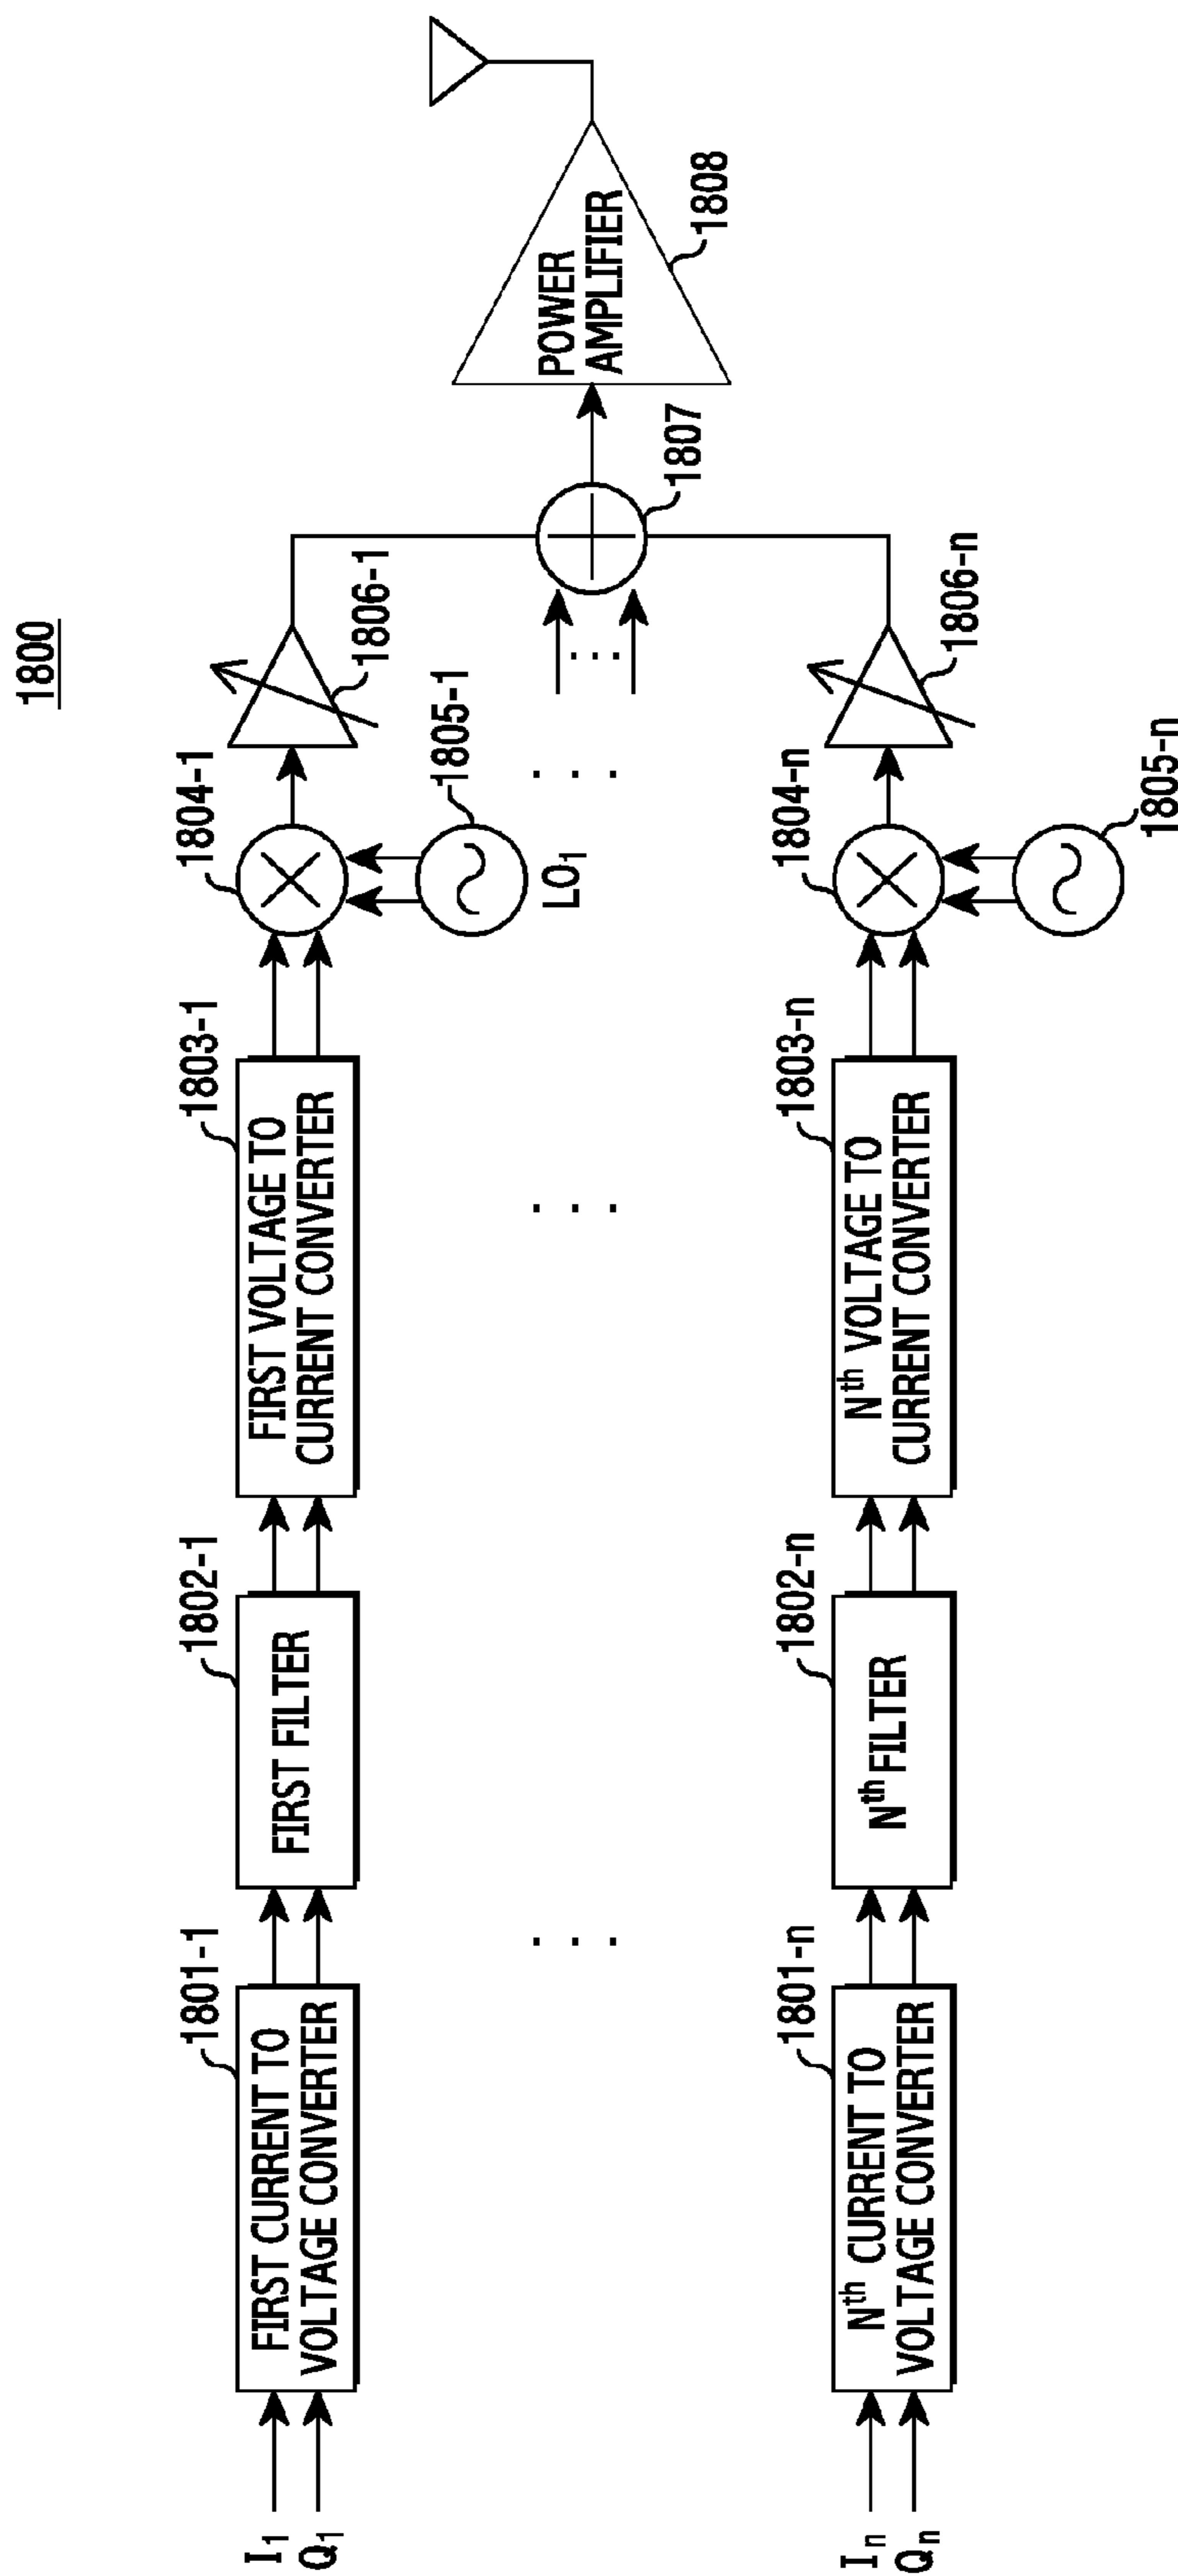 1800
I1
Q1
FIRST CURRENT TO
VOLTAGE CONVERTER
1801-1
FIRST FILTER
1802-1
FIRST VOLTAGE TO
CURRENT CONVERTER
1803-1
1804-1
1805-1
LO1
1806-1
. . .
. . .
. . .
. . .
...
1807
POWER
AMPLIFIER
1808
In
Qn
Nth CURRENT TO
VOLTAGE CONVERTER
1801-n
Nth FILTER
1802-n
Nth VOLTAGE TO
CURRENT CONVERTER
1803-n
1804-n
1805-n
1806-n